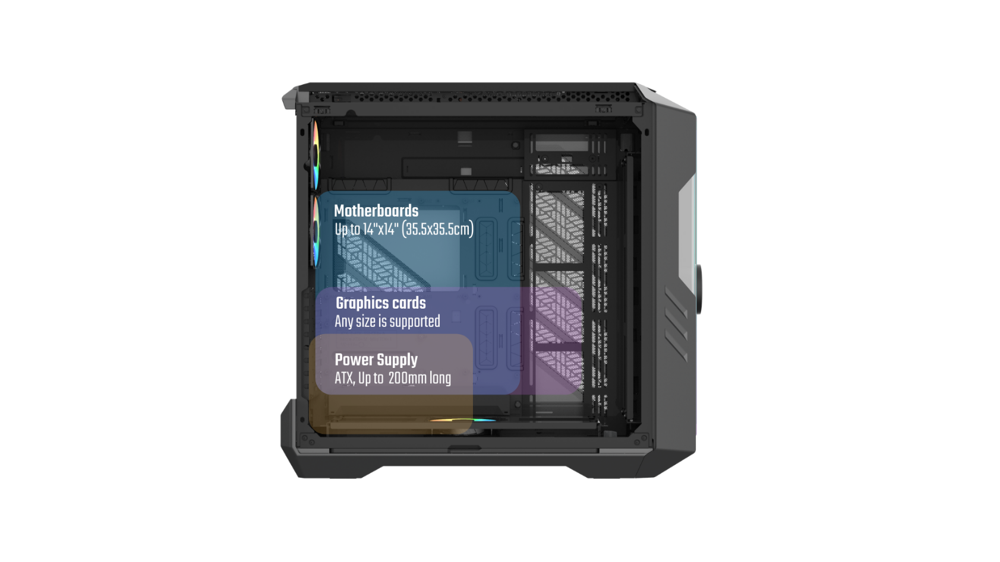 Motherboards
Up to 14"x14" (35.5x35.5cm)
Graphics cards
Any size is supported
Power Supply
ATX, Up to 200mm long